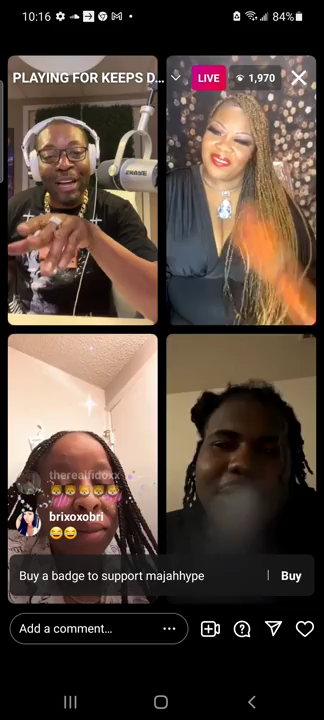 10:16
84%
PLAYING FOR KEEPS D...
LIVE
1,970
ZHANE
therealfidoxx
🦁🦁🦁🦁🦁
brixoxobri
😂😂
Buy a badge to support majahhype
Buy
Add a comment...